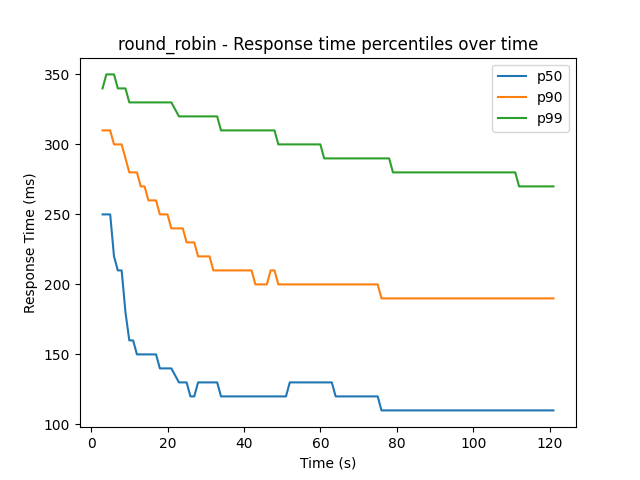 round_robin - Response time percentiles over time
p50
p90
p99
Response Time (ms)
350
300
250
200
150
100
0
20
40
60
80
100
120
Time (s)